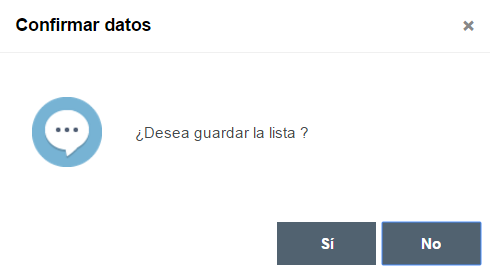 Confirmar datos
¿Desea guardar la lista ?
Sí
No